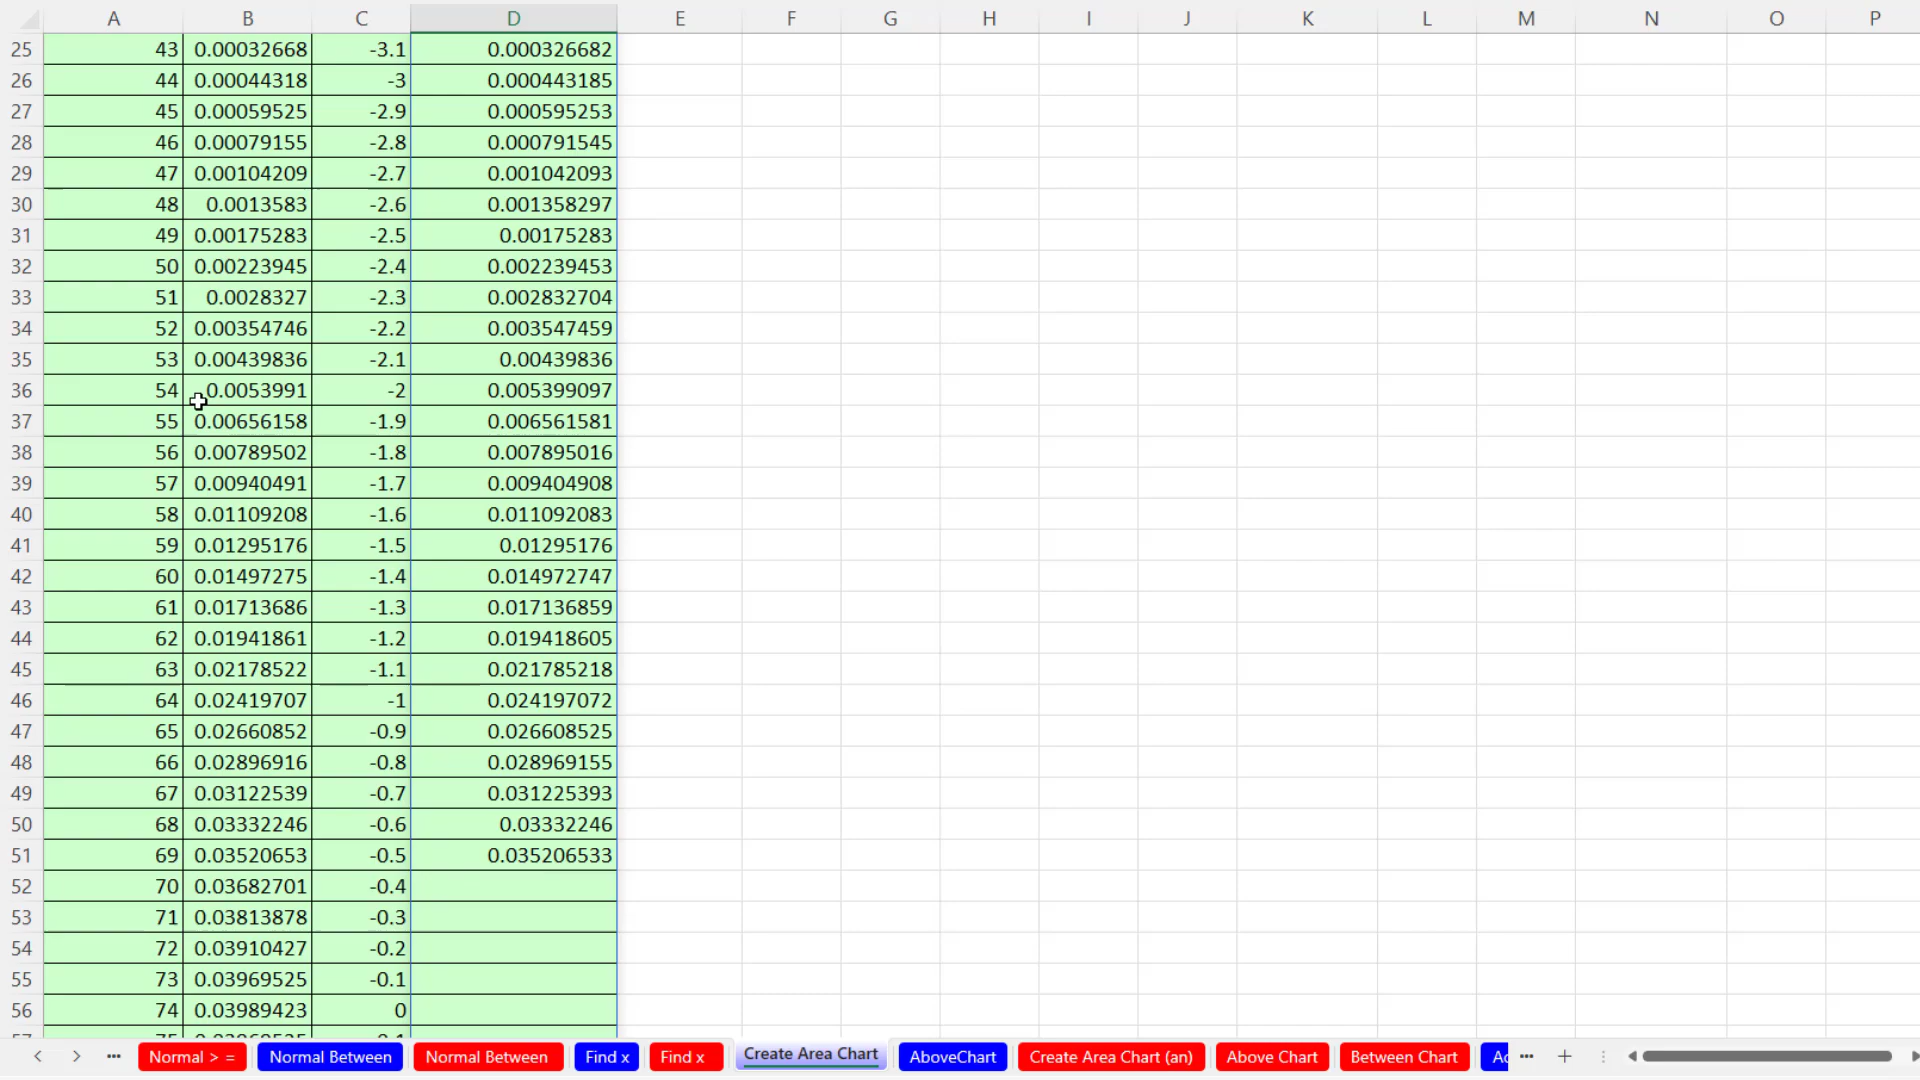 A B C D E F G H I J K L M N O P
25 43 0.00032668 -3.1 0.000326682
26 44 0.00044318 -3 0.000443185
27 45 0.00059525 -2.9 0.000595253
28 46 0.00079155 -2.8 0.000791545
29 47 0.00104209 -2.7 0.001042093
30 48 0.0013583 -2.6 0.001358297
31 49 0.00175283 -2.5 0.00175283
32 50 0.00223945 -2.4 0.002239453
33 51 0.0028327 -2.3 0.002832704
34 52 0.00354746 -2.2 0.003547459
35 53 0.00439836 -2.1 0.00439836
36 54 0.0053991 -2 0.005399097
37 55 0.00656158 -1.9 0.006561581
38 56 0.00789502 -1.8 0.007895016
39 57 0.00940491 -1.7 0.009404908
40 58 0.01109208 -1.6 0.011092083
41 59 0.01295176 -1.5 0.01295176
42 60 0.01497275 -1.4 0.014972747
43 61 0.01713686 -1.3 0.017136859
44 62 0.01941861 -1.2 0.019418605
45 63 0.02178522 -1.1 0.021785218
46 64 0.02419707 -1 0.024197072
47 65 0.02660852 -0.9 0.026608525
48 66 0.02896916 -0.8 0.028969155
49 67 0.03122539 -0.7 0.031225393
50 68 0.03332246 -0.6 0.03332246
51 69 0.03520653 -0.5 0.035206533
52 70 0.03682701 -0.4
53 71 0.03813878 -0.3
54 72 0.03910427 -0.2
55 73 0.03969525 -0.1
56 74 0.03989423 0
... Normal > = Normal Between Normal Between Find x Find x Create Area Chart AboveChart Create Area Chart (an) Above Chart Between Chart ...